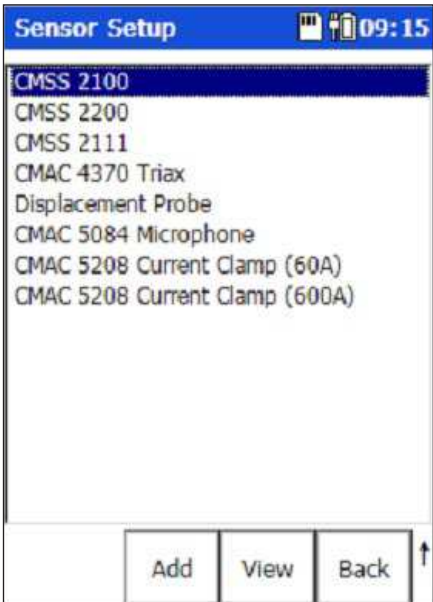 Sensor Setup 09:15
CMSS 2100
CMSS 2200
CMSS 2111
CMAC 4370 Triax
Displacement Probe
CMAC 5084 Microphone
CMAC 5208 Current Clamp (60A)
CMAC 5208 Current Clamp (600A)
Add View Back ↑